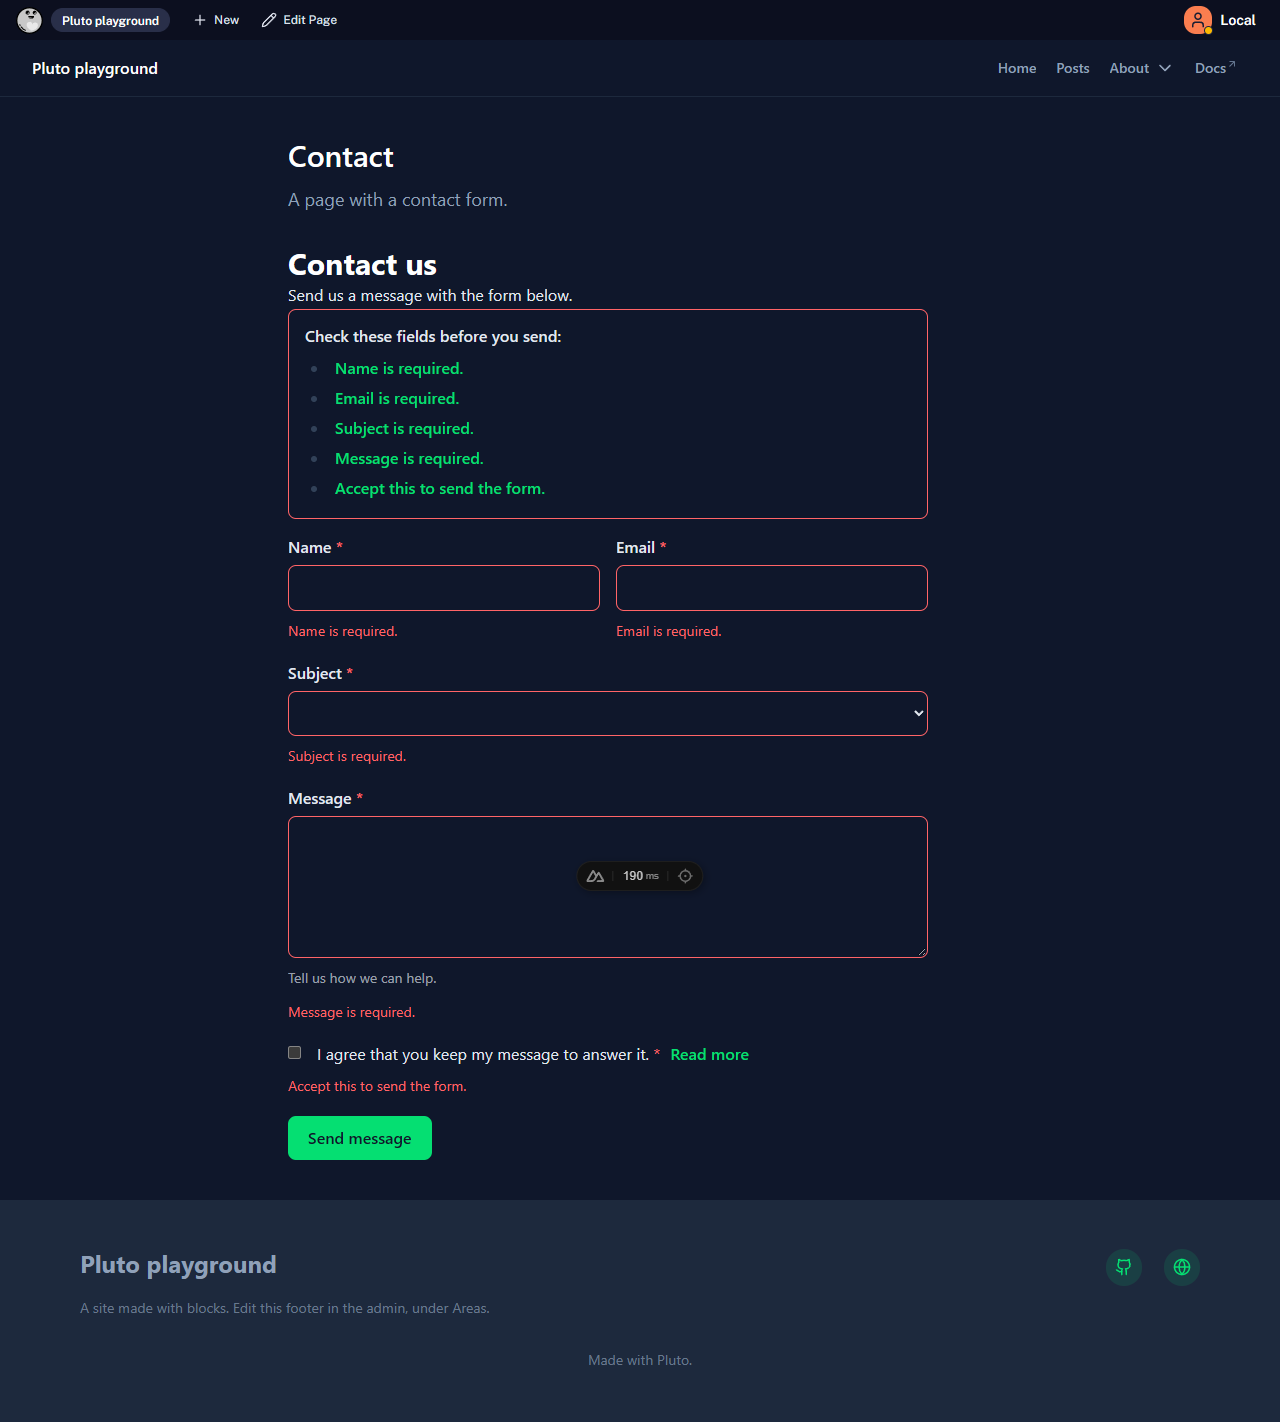 Pluto playground
New
Edit Page
Local
Pluto playground
Home
Posts
About
Docs
Contact
A page with a contact form.
Contact us
Send us a message with the form below.
Check these fields before you send:
Name is required.
Email is required.
Subject is required.
Message is required.
Accept this to send the form.
Name *
Email *
Name is required.
Email is required.
Subject *
Subject is required.
Message *
190 ms
Tell us how we can help.
Message is required.
I agree that you keep my message to answer it. * Read more
Accept this to send the form.
Send message
Pluto playground
A site made with blocks. Edit this footer in the admin, under Areas.
Made with Pluto.